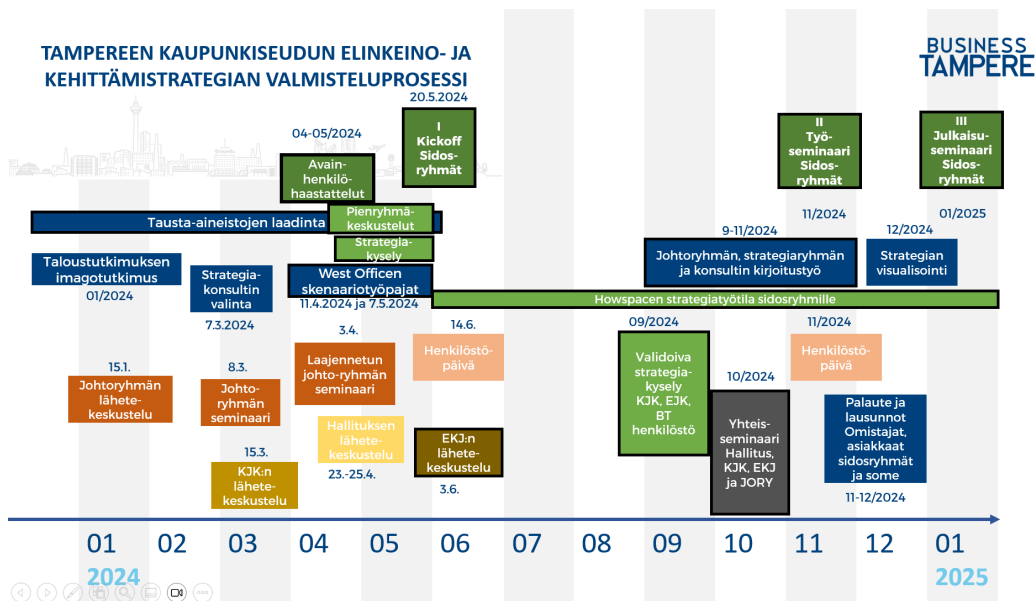 TAMPEREEN KAUPUNKISEUDUN ELINKEINO- JA
KEHITTÄMISTRATEGIAN VALMISTELUPROSESSI
BUSINESS
TAMPERE
20.5.2024
I
Kickoff
Sidos-
ryhmät
04-05/2024
Avain-
henkilö-
haastattelut
II
Työ-
seminaari
Sidos-
ryhmät
11/2024
III
Julkaisu-
seminaari
Sidos-
ryhmät
01/2025
Tausta-aineistojen laadinta
Pienryhmä-
keskustelut
Strategia-
kysely
Taloustutkimuksen
imagotutkimus
01/2024
Strategia-
konsultin
valinta
7.3.2024
West Officen
skenaariotyöpajat
11.4.2024 ja 7.5.2024
9-11/2024
Johtoryhmän, strategiaryhmän
ja konsultin kirjoitustyö
12/2024
Strategian
visualisointi
Howspacen strategiatyötila sidosryhmille
15.1.
Johtoryhmän
lähete-
keskustelu
8.3.
Johto-
ryhmän
seminaari
3.4.
Laajennetun
johto-ryhmän
seminaari
14.6.
Henkilöstö-
päivä
09/2024
Validoiva
strategia-
kysely
KJK, EJK,
BT
henkilöstö
11/2024
Henkilöstö-
päivä
15.3.
KJK:n
lähete-
keskustelu
Hallituksen
lähete-
keskustelu
23.-25.4.
EKJ:n
lähete-
keskustelu
3.6.
10/2024
Yhteis-
seminaari
Hallitus,
KJK, EKJ
ja JORY
Palaute ja
lausunnot
Omistajat,
asiakkaat
sidosryhmät
ja some
11-12/2024
01 02 03 04 05 06 07 08 09 10 11 12 01
2024 2025